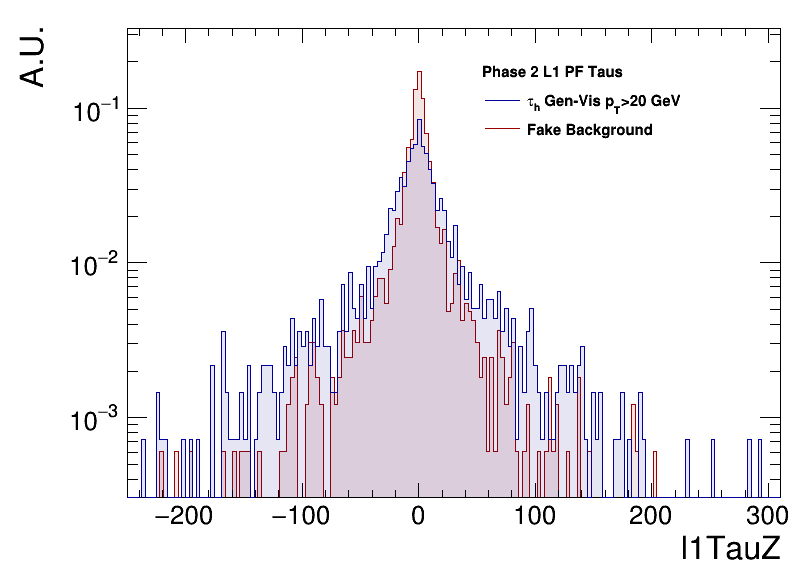 A.U.
Phase 2 L1 PF Taus
τh Gen-Vis pT>20 GeV
Fake Background
10−1
10−2
10−3
−200 −100 0 100 200 300
l1TauZ